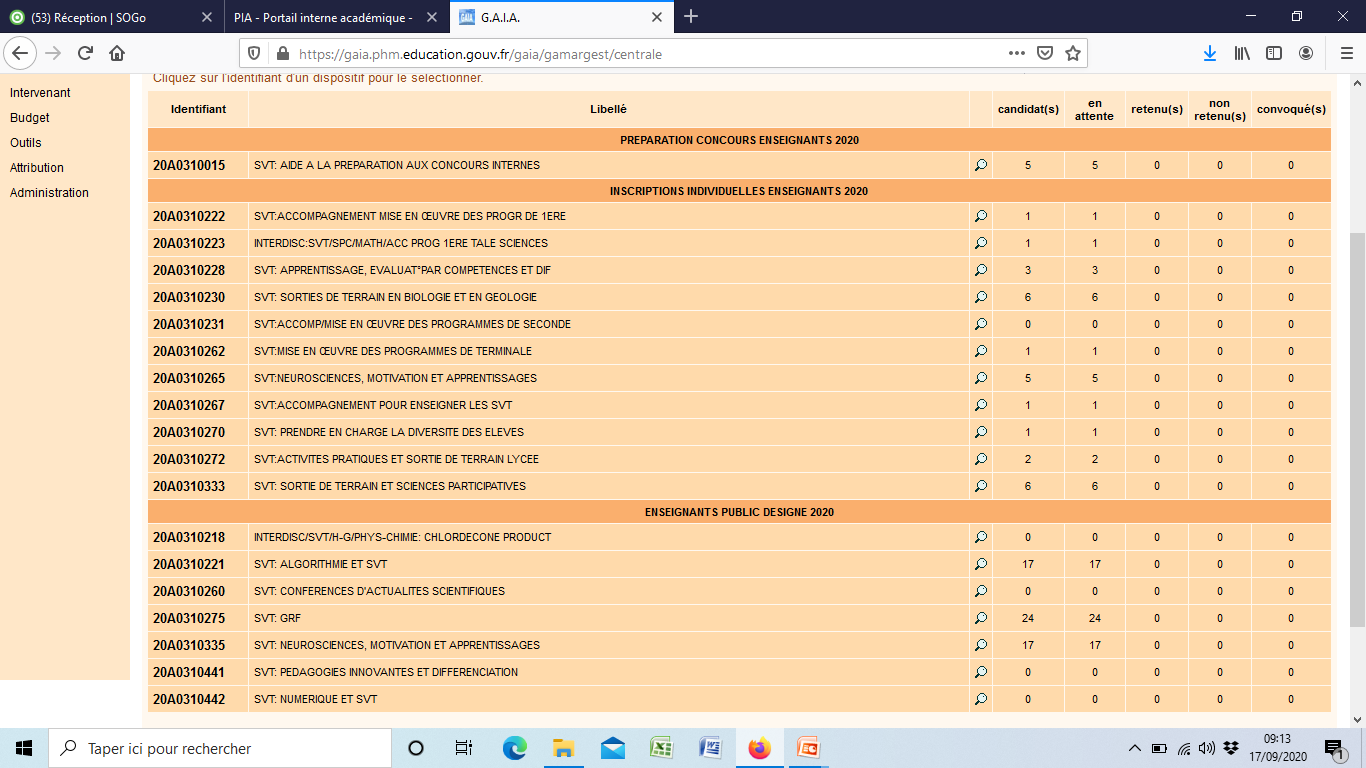 (53) Réception | SOGo
PIA - Portail interne académique -
G.A.I.A.
https://gaia.phm.education.gouv.fr/gaia/gamargest/centrale
Intervenant
Budget
Outils
Attribution
Administration
Cliquez sur l'identifiant d'un dispositif pour le sélectionner.
Identifiant Libellé candidat(s) en attente retenu(s) non retenu(s) convoqué(s)
PREPARATION CONCOURS ENSEIGNANTS 2020
20A0310015 SVT: AIDE A LA PREPARATION AUX CONCOURS INTERNES 5 5 0 0 0
INSCRIPTIONS INDIVIDUELLES ENSEIGNANTS 2020
20A0310222 SVT:ACCOMPAGNEMENT MISE EN ŒUVRE DES PROGR DE 1ERE 1 1 0 0 0
20A0310223 INTERDISC:SVT/SPC/MATH/ACC PROG 1ERE TALE SCIENCES 1 1 0 0 0
20A0310228 SVT: APPRENTISSAGE, EVALUAT°PAR COMPETENCES ET DIF 3 3 0 0 0
20A0310230 SVT: SORTIES DE TERRAIN EN BIOLOGIE ET EN GEOLOGIE 6 6 0 0 0
20A0310231 SVT:ACCOMP/MISE EN ŒUVRE DES PROGRAMMES DE SECONDE 0 0 0 0 0
20A0310262 SVT:MISE EN ŒUVRE DES PROGRAMMES DE TERMINALE 1 1 0 0 0
20A0310265 SVT:NEUROSCIENCES, MOTIVATION ET APPRENTISSAGES 5 5 0 0 0
20A0310267 SVT:ACCOMPAGNEMENT POUR ENSEIGNER LES SVT 1 1 0 0 0
20A0310270 SVT: PRENDRE EN CHARGE LA DIVERSITE DES ELEVES 1 1 0 0 0
20A0310272 SVT:ACTIVITES PRATIQUES ET SORTIE DE TERRAIN LYCEE 2 2 0 0 0
20A0310333 SVT: SORTIE DE TERRAIN ET SCIENCES PARTICIPATIVES 6 6 0 0 0
ENSEIGNANTS PUBLIC DESIGNE 2020
20A0310218 INTERDISC/SVT/H-G/PHYS-CHIMIE: CHLORDECONE PRODUCT 0 0 0 0 0
20A0310221 SVT: ALGORITHMIE ET SVT 17 17 0 0 0
20A0310260 SVT: CONFERENCES D'ACTUALITES SCIENTIFIQUES 0 0 0 0 0
20A0310275 SVT: GRF 24 24 0 0 0
20A0310335 SVT: NEUROSCIENCES, MOTIVATION ET APPRENTISSAGES 17 17 0 0 0
20A0310441 SVT: PEDAGOGIES INNOVANTES ET DIFFERENCIATION 0 0 0 0 0
20A0310442 SVT: NUMERIQUE ET SVT 0 0 0 0 0
Taper ici pour rechercher
09:13
17/09/2020
1